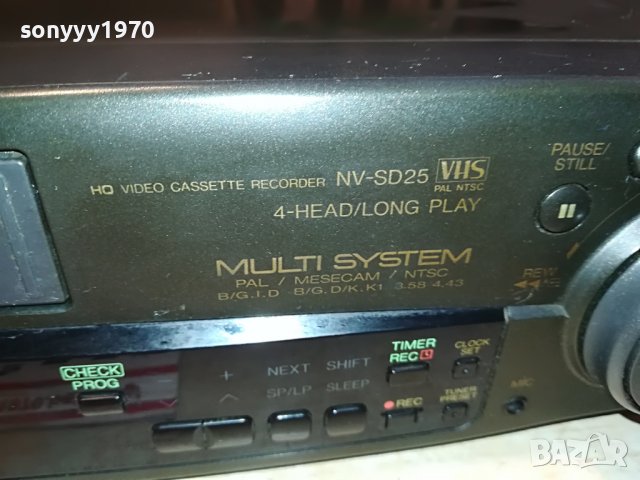 sonyyy1970
PAUSE/
STILL
HQ VIDEO CASSETTE RECORDER NV-SD25 VHS
PAL NTSC
4-HEAD/LONG PLAY
MULTI SYSTEM
PAL / MESECAM / NTSC
B/G.I.D B/G.D/K.K1 3.58 4.43
REW
TIMER
REC
CLOCK
SET
CHECK
PROG
+ NEXT SHIFT
SP/LP SLEEP
REC
TUNER
PRESET
MIC
BAZAR